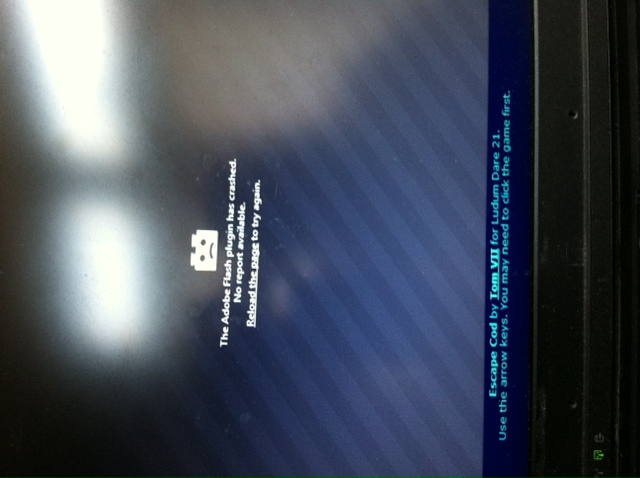 The Adobe Flash plugin has crashed.
No report available.
Reload the page to try again.
Escape Cod by Tom VII for Ludum Dare 21.
Use the arrow keys. You may need to click the game first.